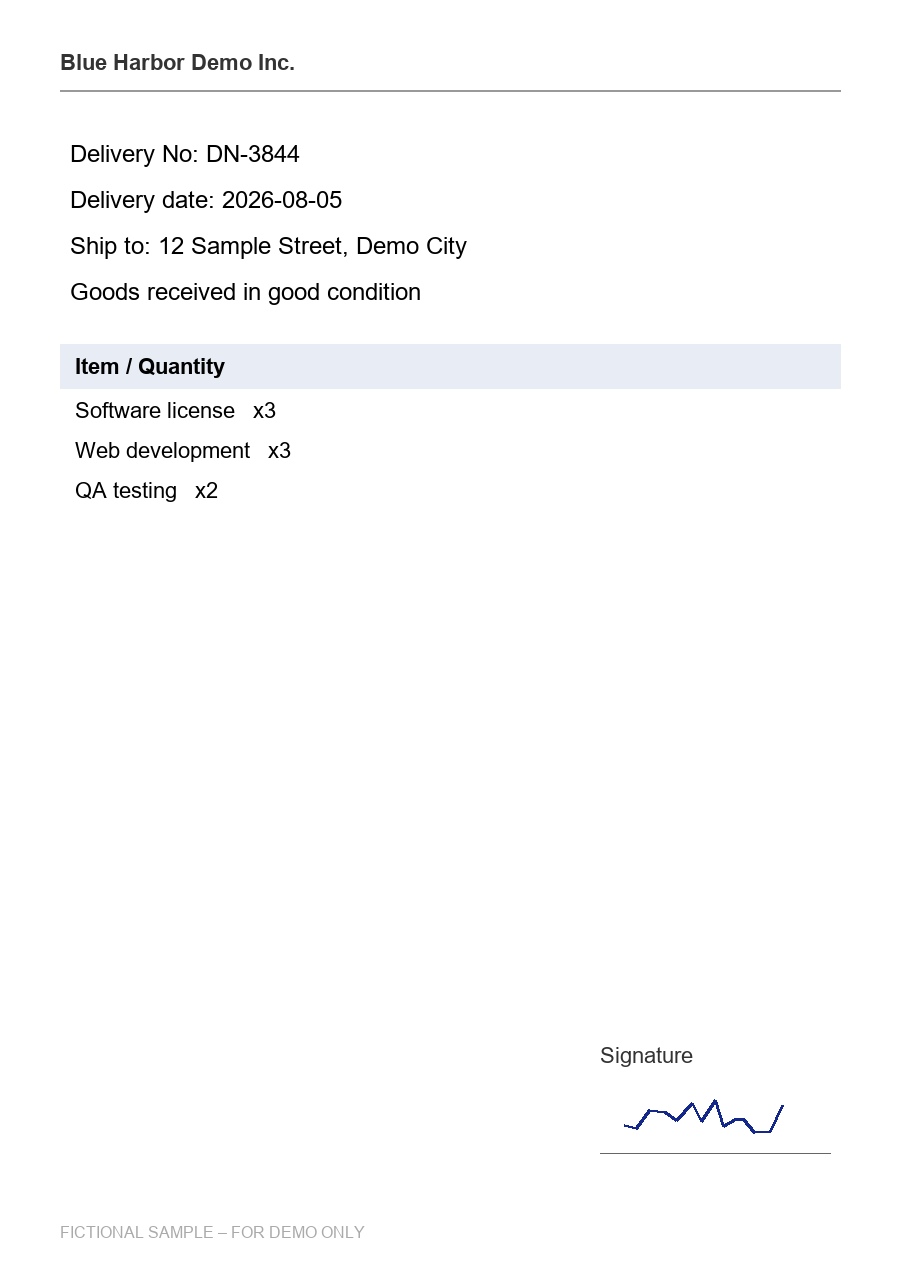 Blue Harbor Demo Inc.
Delivery No: DN-3844
Delivery date: 2026-08-05
Ship to: 12 Sample Street, Demo City
Goods received in good condition
Item / Quantity
Software license x3
Web development x3
QA testing x2
Signature
FICTIONAL SAMPLE – FOR DEMO ONLY